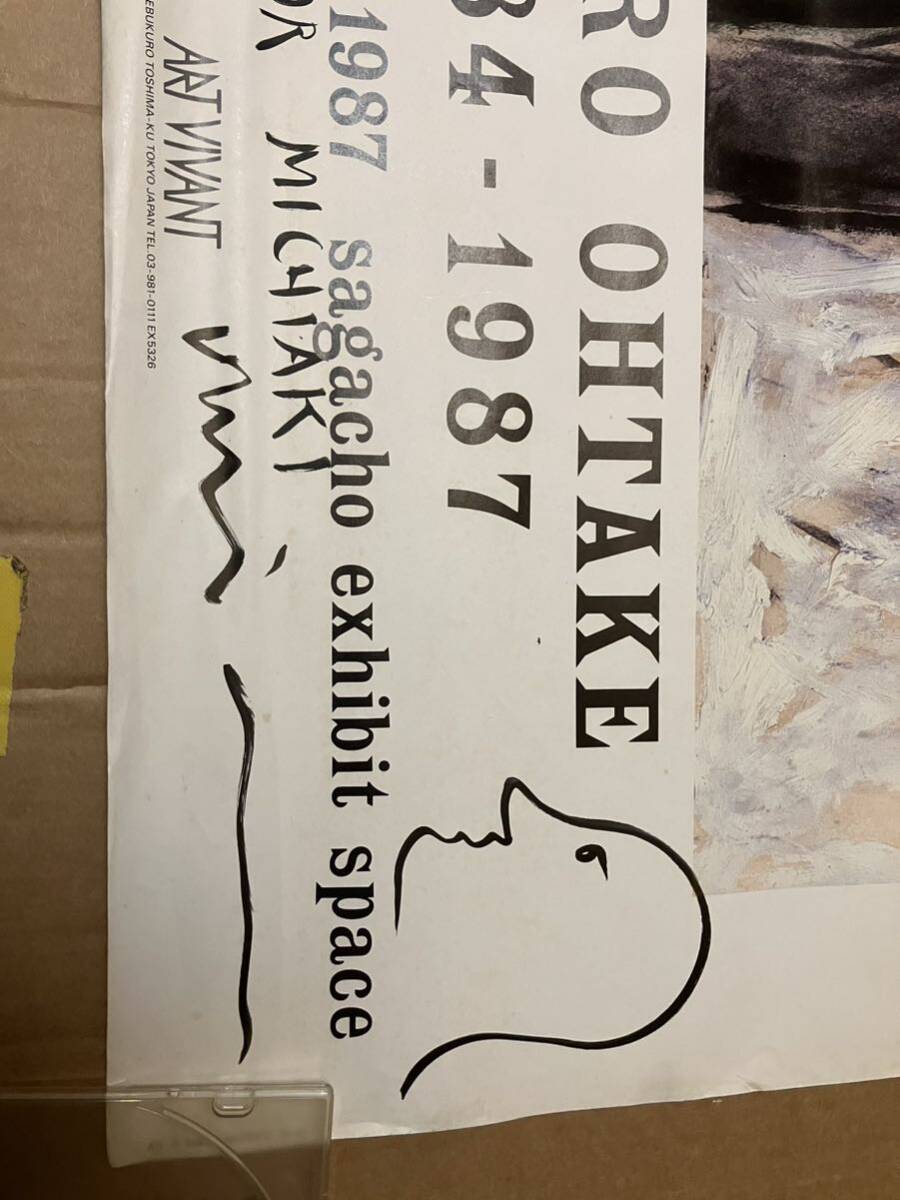 RO OHTAKE
84-1987
1987 sagacho exhibit space
OR MICHIAKI
ART VIVANT
EBUKURO TOSHIMA-KU TOKYO JAPAN TEL.03-981-0111 EX5326